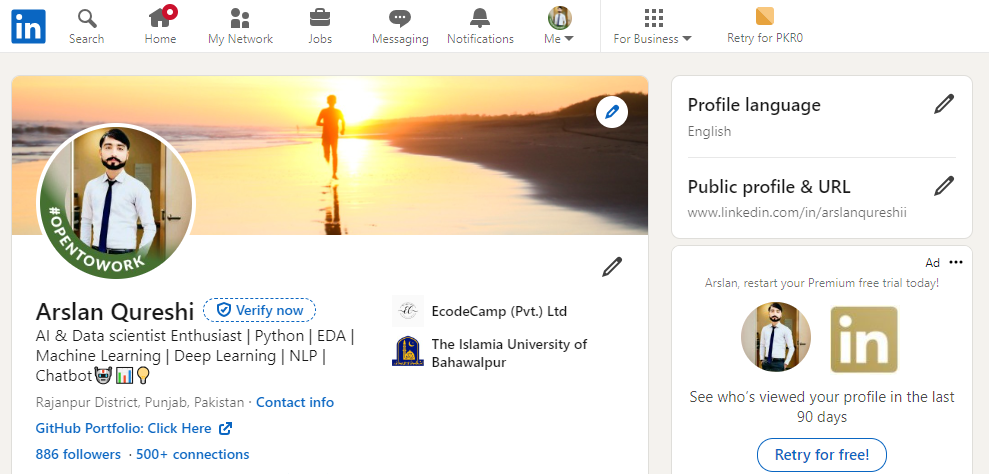 in
Search
Home
My Network
Jobs
Messaging
Notifications
Me
For Business
Retry for PKR0
#OPENTOWORK
Arslan Qureshi
Verify now
AI & Data scientist Enthusiast | Python | EDA |
Machine Learning | Deep Learning | NLP |
Chatbot🤖📊💡
Rajanpur District, Punjab, Pakistan · Contact info
GitHub Portfolio: Click Here
886 followers · 500+ connections
EcodeCamp (Pvt.) Ltd
The Islamia University of
Bahawalpur
Profile language
English
Public profile & URL
www.linkedin.com/in/arslanqureshii
Ad
Arslan, restart your Premium free trial today!
in
See who's viewed your profile in the last
90 days
Retry for free!